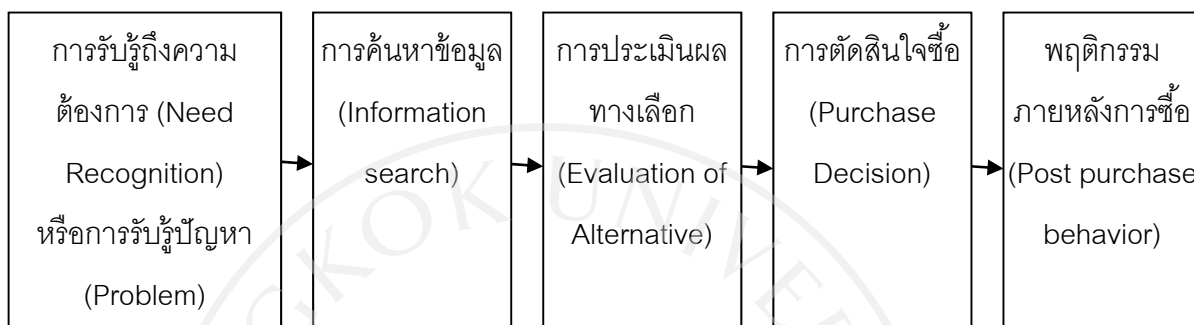 การรับรู้ถึงความ
ต้องการ (Need
Recognition)
หรือการรับรู้ปัญหา
(Problem)
การค้นหาข้อมูล
(Information
search)
การประเมินผล
ทางเลือก
(Evaluation of
Alternative)
การตัดสินใจซื้อ
(Purchase
Decision)
พฤติกรรม
ภายหลังการซื้อ
(Post purchase
behavior)
GKOK UNIVER